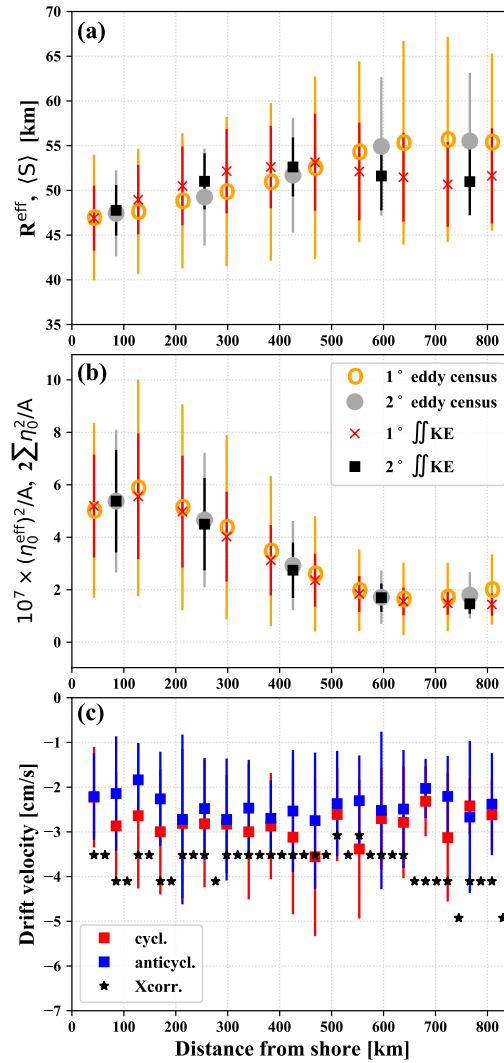 (a)
70
65
60
55
50
45
40
35
R^eff, ⟨S⟩ [km]
0 100 200 300 400 500 600 700 800
(b)
10
8
6
4
2
0
10^7 × (η_0^eff)^2/A, 2∑η_0^2/A
1° eddy census
2° eddy census
1° ∬KE
2° ∬KE
0 100 200 300 400 500 600 700 800
(c)
0
−1
−2
−3
−4
−5
−6
−7
Drift velocity [cm/s]
cycl.
anticycl.
Xcorr.
0 100 200 300 400 500 600 700 800
Distance from shore [km]